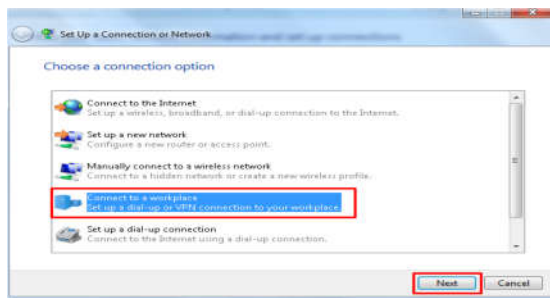 Set Up a Connection or Network
Choose a connection option
Connect to the Internet
Set up a wireless, broadband, or dial-up connection to the Internet.
Set up a new network
Configure a new router or access point.
Manually connect to a wireless network
Connect to a hidden network or create a new wireless profile.
Connect to a workplace
Set up a dial-up or VPN connection to your workplace.
Set up a dial-up connection
Connect to the Internet using a dial-up connection.
Next
Cancel